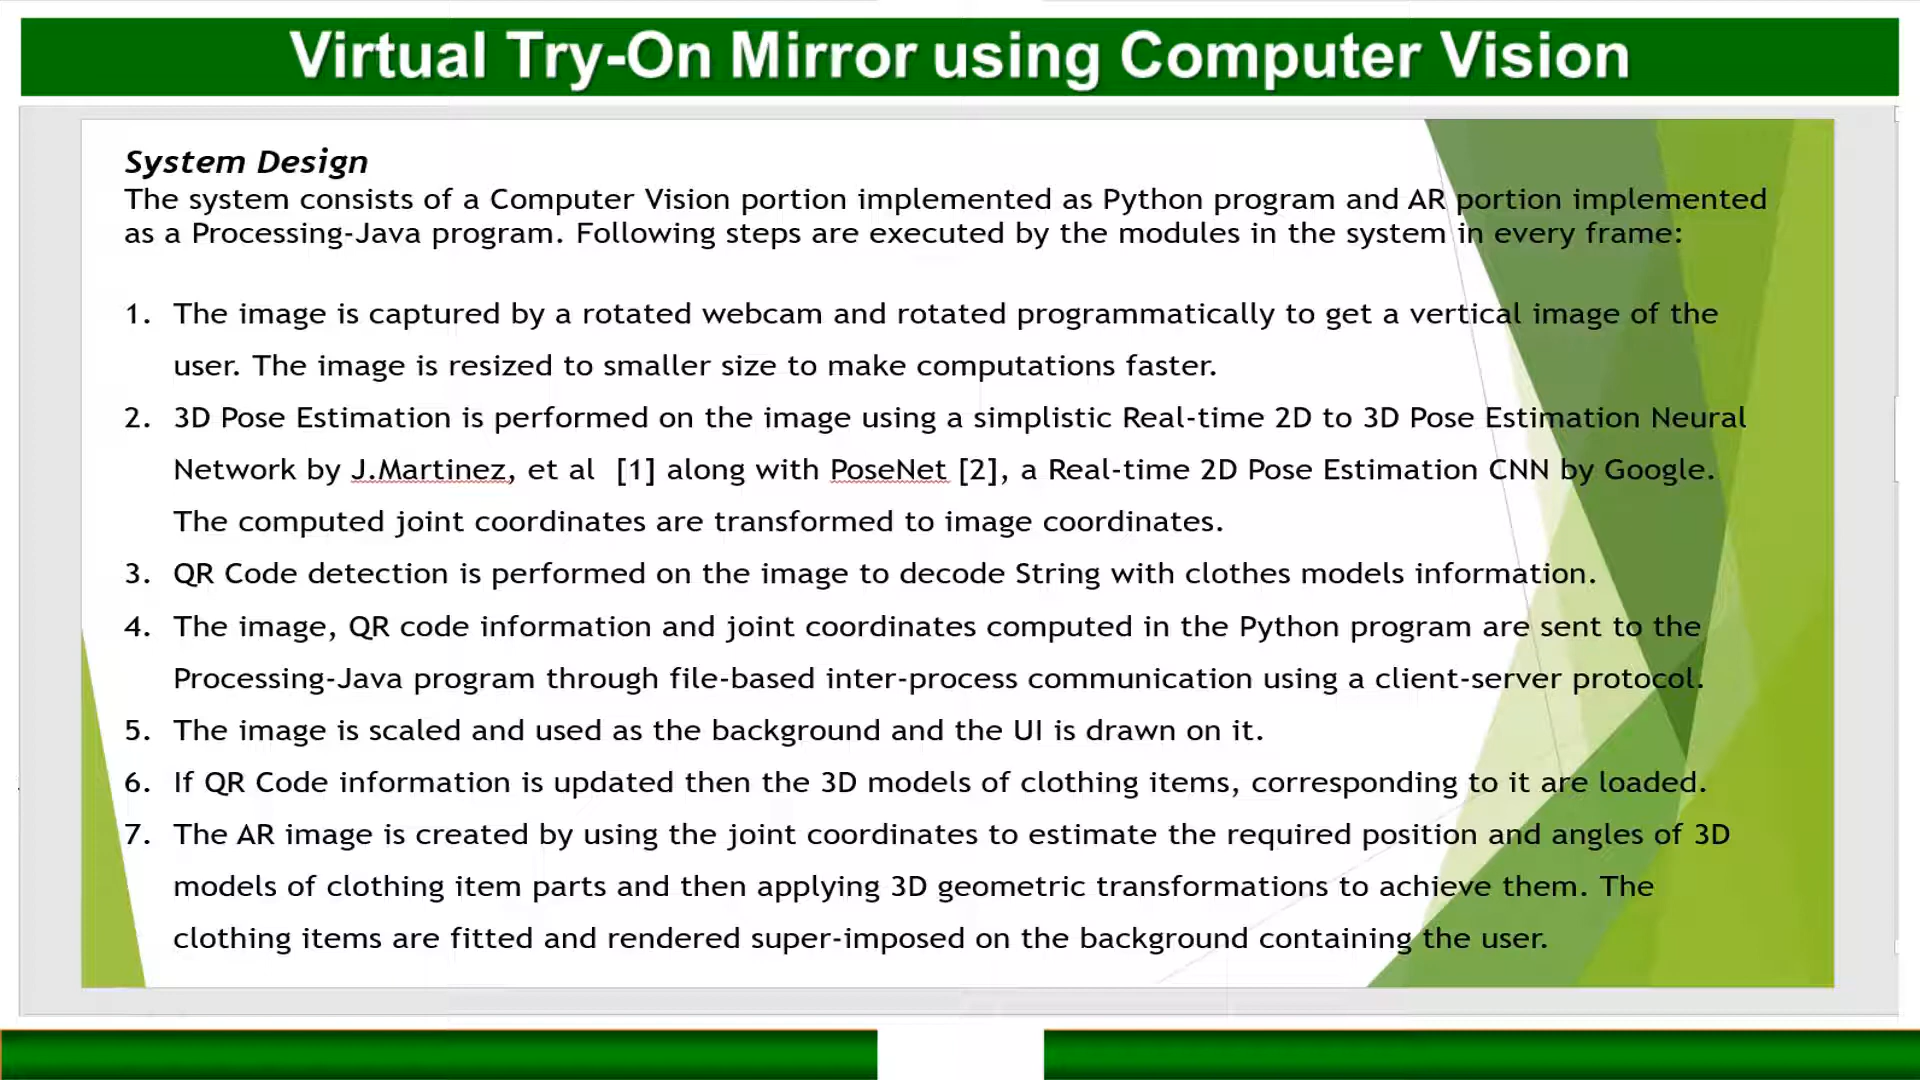 Virtual Try-On Mirror using Computer Vision
System Design
The system consists of a Computer Vision portion implemented as Python program and AR portion implemented
as a Processing-Java program. Following steps are executed by the modules in the system in every frame:
1. The image is captured by a rotated webcam and rotated programmatically to get a vertical image of the
user. The image is resized to smaller size to make computations faster.
2. 3D Pose Estimation is performed on the image using a simplistic Real-time 2D to 3D Pose Estimation Neural
Network by J.Martinez, et al [1] along with PoseNet [2], a Real-time 2D Pose Estimation CNN by Google.
The computed joint coordinates are transformed to image coordinates.
3. QR Code detection is performed on the image to decode String with clothes models information.
4. The image, QR code information and joint coordinates computed in the Python program are sent to the
Processing-Java program through file-based inter-process communication using a client-server protocol.
5. The image is scaled and used as the background and the UI is drawn on it.
6. If QR Code information is updated then the 3D models of clothing items, corresponding to it are loaded.
7. The AR image is created by using the joint coordinates to estimate the required position and angles of 3D
models of clothing item parts and then applying 3D geometric transformations to achieve them. The
clothing items are fitted and rendered super-imposed on the background containing the user.